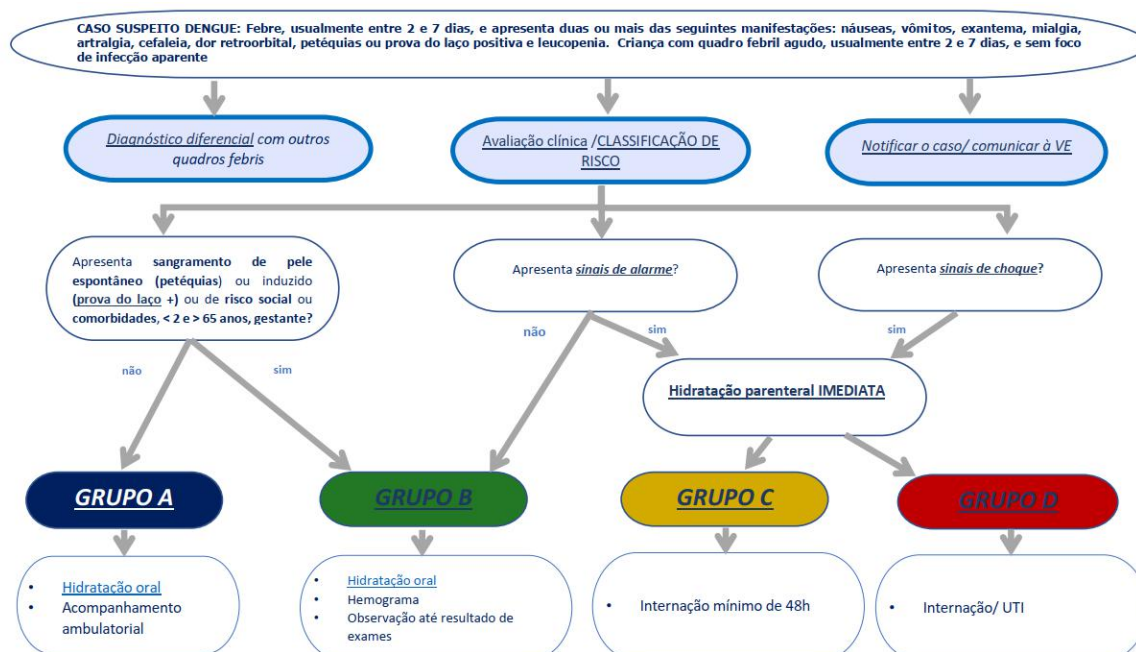 CASO SUSPEITO DENGUE: Febre, usualmente entre 2 e 7 dias, e apresenta duas ou mais das seguintes manifestações: náuseas, vômitos, exantema, mialgia,
artralgia, cefaleia, dor retroorbital, petéquias ou prova do laço positiva e leucopenia. Criança com quadro febril agudo, usualmente entre 2 e 7 dias, e sem foco
de infecção aparente
Diagnóstico diferencial com outros
quadros febris
Avaliação clínica /CLASSIFICAÇÃO DE
RISCO
Notificar o caso/ comunicar à VE
Apresenta sangramento de pele
espontâneo (petéquias) ou induzido
(prova do laço +) ou de risco social ou
comorbidades, < 2 e > 65 anos, gestante?
Apresenta sinais de alarme?
Apresenta sinais de choque?
não
sim
não
sim
sim
Hidratação parenteral IMEDIATA
GRUPO A
GRUPO B
GRUPO C
GRUPO D
• Hidratação oral
• Acompanhamento
ambulatorial
• Hidratação oral
• Hemograma
• Observação até resultado de
exames
• Internação mínimo de 48h
• Internação/ UTI